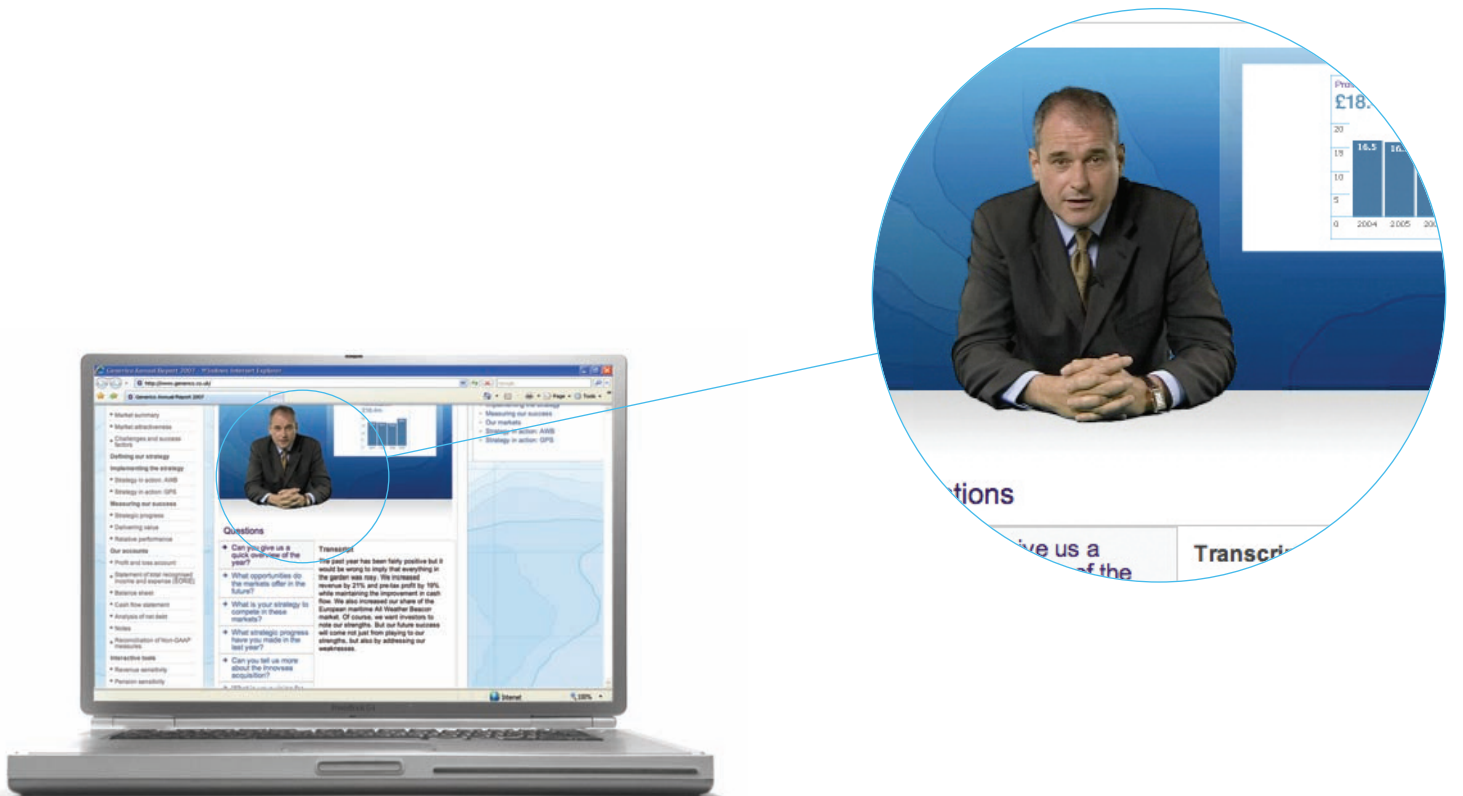 Generico Annual Report 2007 - Windows Internet Explorer
http://www.generico.co.uk/
Google
Generico Annual Report 2007
Page
Tools
Market summary
Market attractiveness
Challenges and success
factors
Defining our strategy
Implementing the strategy
Strategy in action: AWB
Strategy in action: GPS
Measuring our success
Strategic progress
Delivering value
Relative performance
Our accounts
Profit and loss account
Statement of total recognised
income and expense (SORIE)
Balance sheet
Cash flow statement
Analysis of net debt
Notes
Reconciliation of Non-GAAP
measures
Interactive tools
Revenue sensitivity
Pension sensitivity
Questions
Can you give us a
quick overview of the
year?
What opportunities do
the markets offer in the
future?
What is your strategy to
compete in these
markets?
What strategic progress
have you made in the
last year?
Can you tell us more
about the Innovsea
acquisition?
Transcript
The past year has been fairly positive but it
would be wrong to imply that everything in
the garden was rosy. We increased
revenue by 21% and pre-tax profit by 19%
while maintaining the improvement in cash
flow. We also increased our share of the
European maritime All Weather Beacon
market. Of course, we want investors to
note our strengths. But our future success
will come not just from playing to our
strengths, but also by addressing our
weaknesses.
Implementing the strategy
Measuring our success
Our markets
Strategy in action: AWB
Strategy in action: GPS
Internet
100%
£18.
20
15
10
5
0
16.5
16.
2004
2005
200
tions
ive us a
of the
Transcri